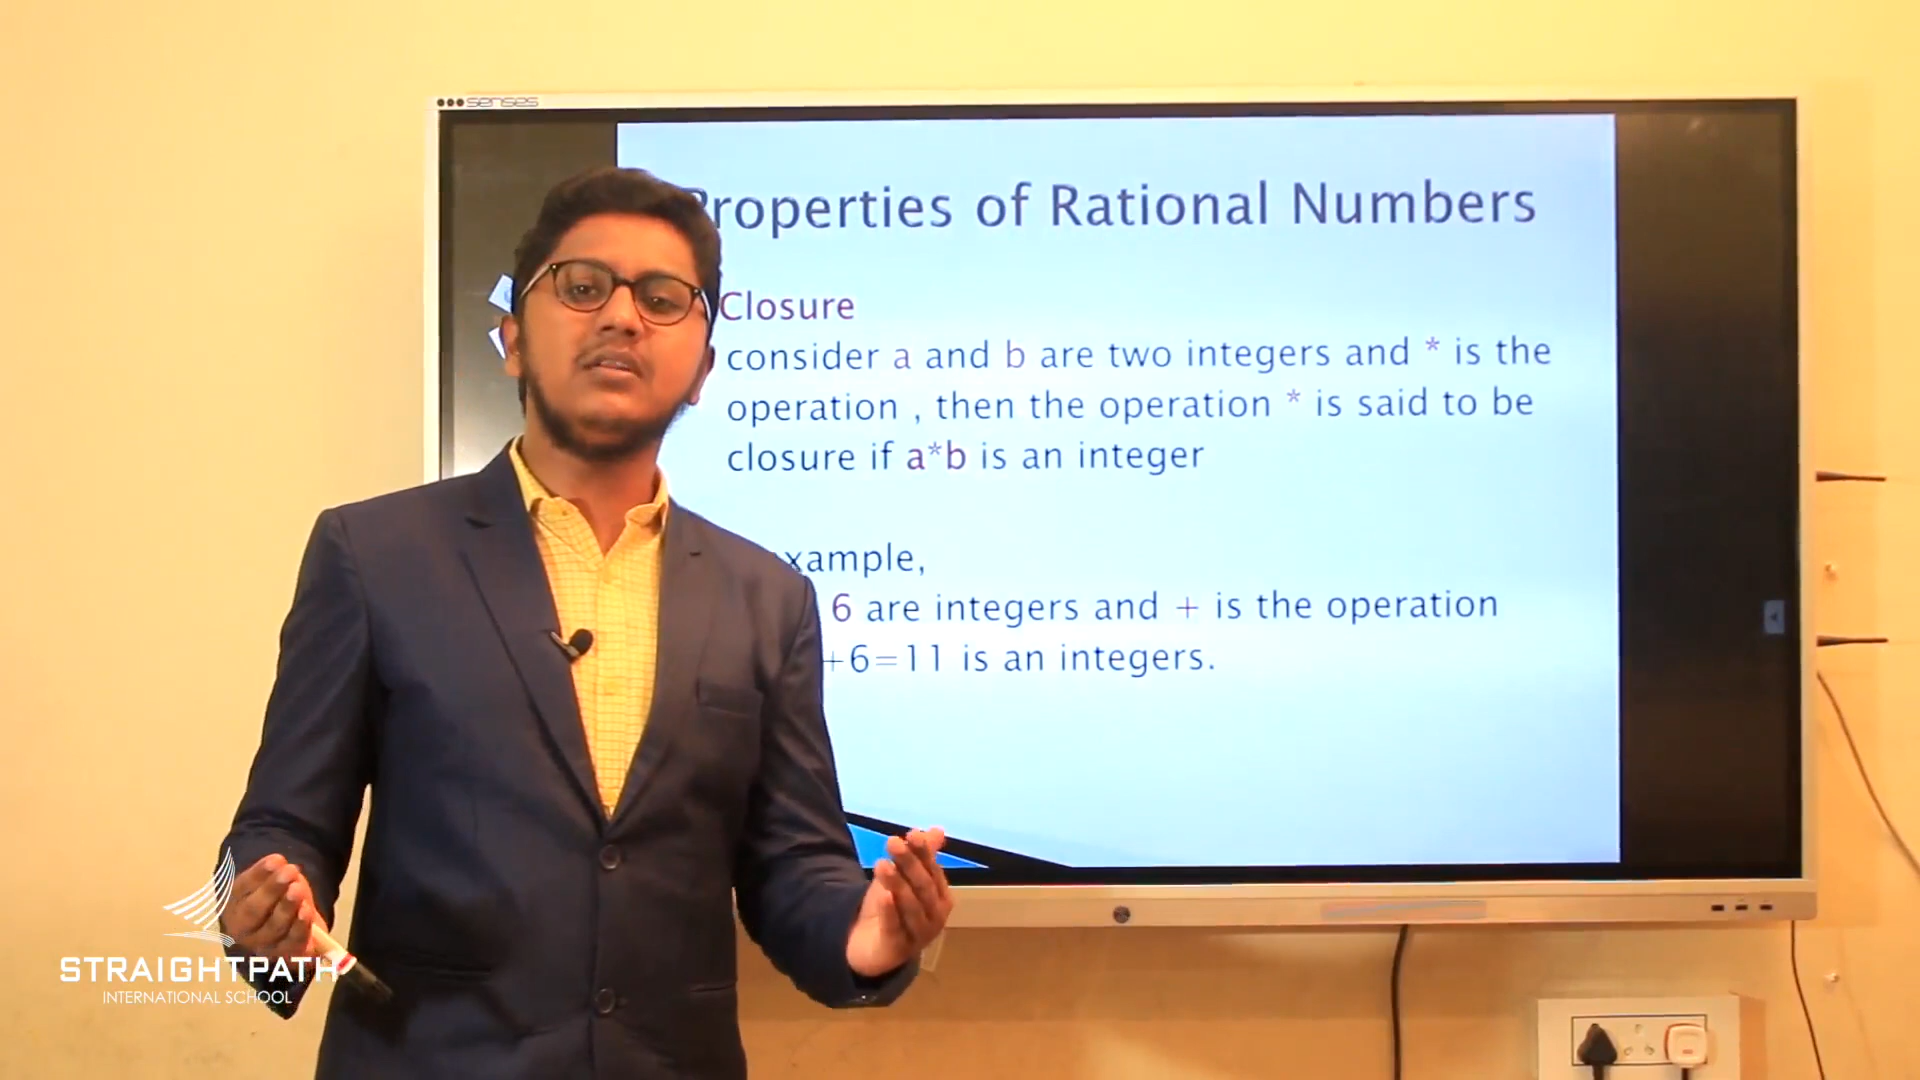 senses
Properties of Rational Numbers
Closure
consider a and b are two integers and * is the
operation , then the operation * is said to be
closure if a*b is an integer
xample,
6 are integers and + is the operation
+6=11 is an integers.
STRAIGHTPATH
INTERNATIONAL SCHOOL